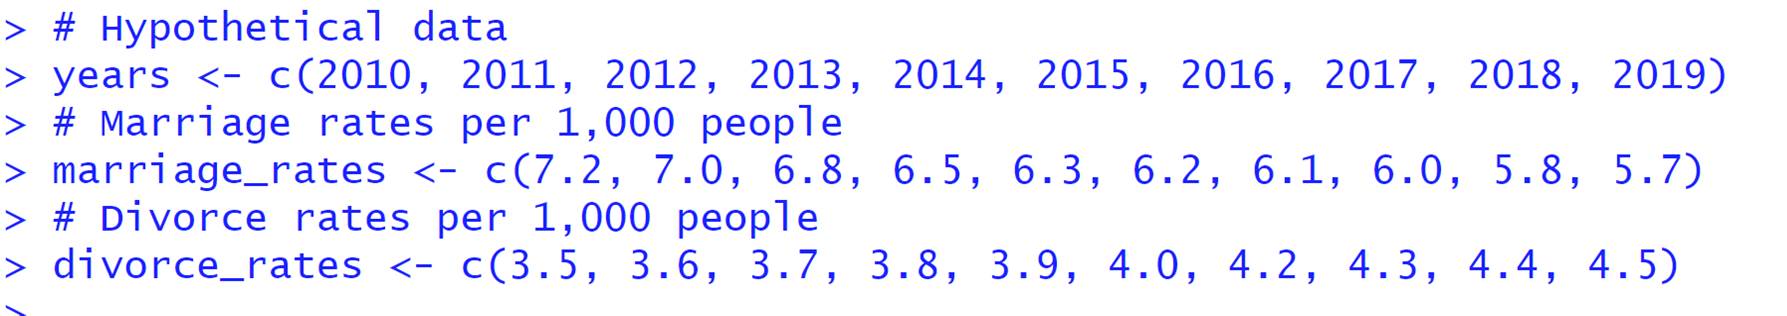 > # Hypothetical data
> years <- c(2010, 2011, 2012, 2013, 2014, 2015, 2016, 2017, 2018, 2019)
> # Marriage rates per 1,000 people
> marriage_rates <- c(7.2, 7.0, 6.8, 6.5, 6.3, 6.2, 6.1, 6.0, 5.8, 5.7)
> # Divorce rates per 1,000 people
> divorce_rates <- c(3.5, 3.6, 3.7, 3.8, 3.9, 4.0, 4.2, 4.3, 4.4, 4.5)
>